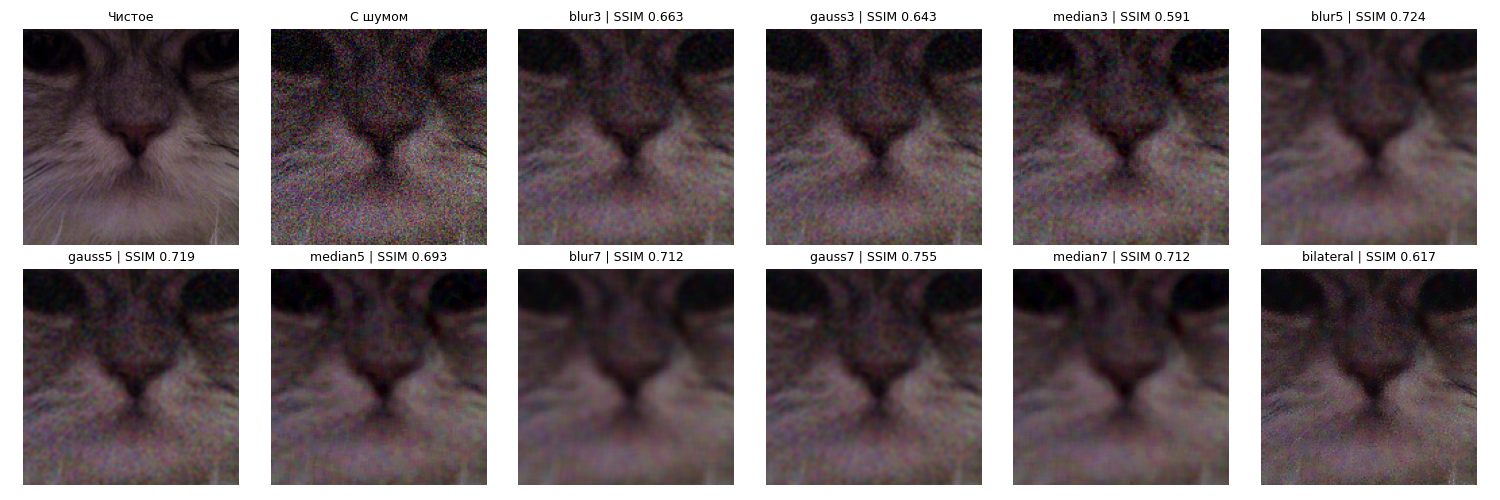 Чистое
С шумом
blur3 | SSIM 0.663
gauss3 | SSIM 0.643
median3 | SSIM 0.591
blur5 | SSIM 0.724
gauss5 | SSIM 0.719
median5 | SSIM 0.693
blur7 | SSIM 0.712
gauss7 | SSIM 0.755
median7 | SSIM 0.712
bilateral | SSIM 0.617